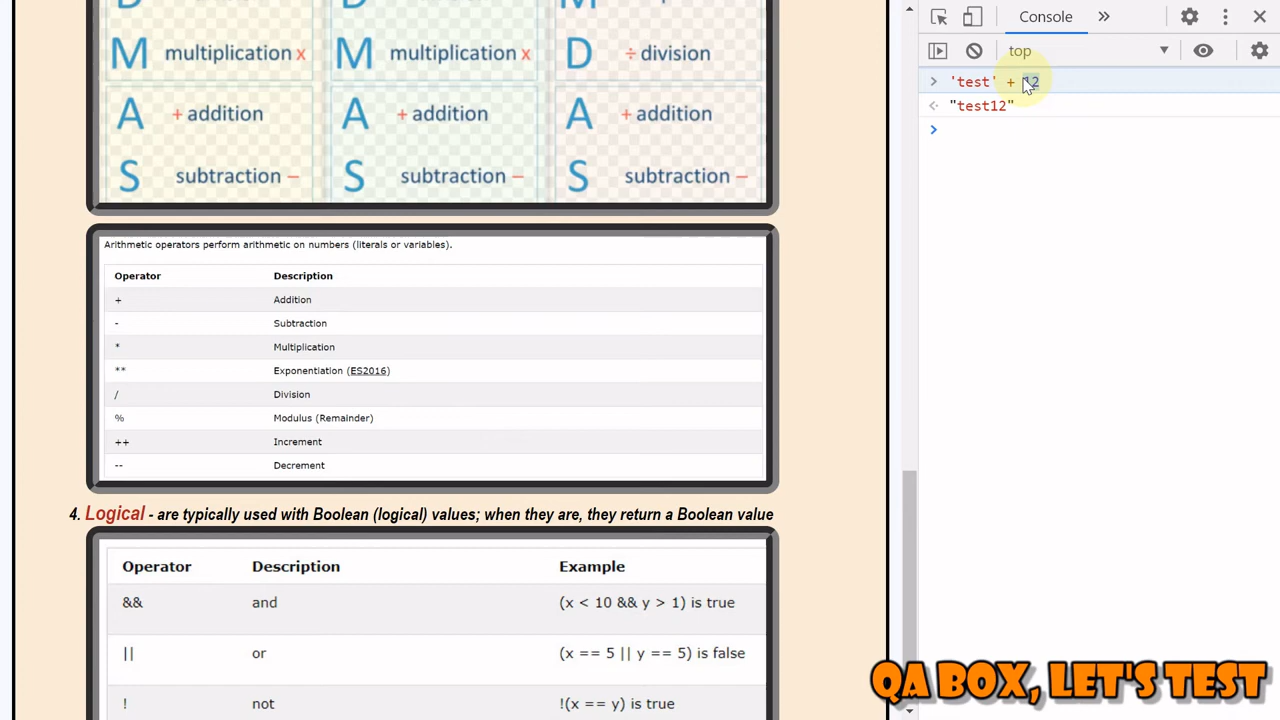 M multiplication x M multiplication x D ÷ division
A + addition A + addition A + addition
S subtraction − S subtraction − S subtraction −
Arithmetic operators perform arithmetic on numbers (literals or variables).
Operator Description
+ Addition
- Subtraction
* Multiplication
** Exponentiation (ES2016)
/ Division
% Modulus (Remainder)
++ Increment
-- Decrement
4. Logical - are typically used with Boolean (logical) values; when they are, they return a Boolean value
Operator Description Example
&& and (x < 10 && y > 1) is true
|| or (x == 5 || y == 5) is false
! not !(x == y) is true
Console
top
> 'test' + 12
"test12"
>
QA BOX, LET'S TEST